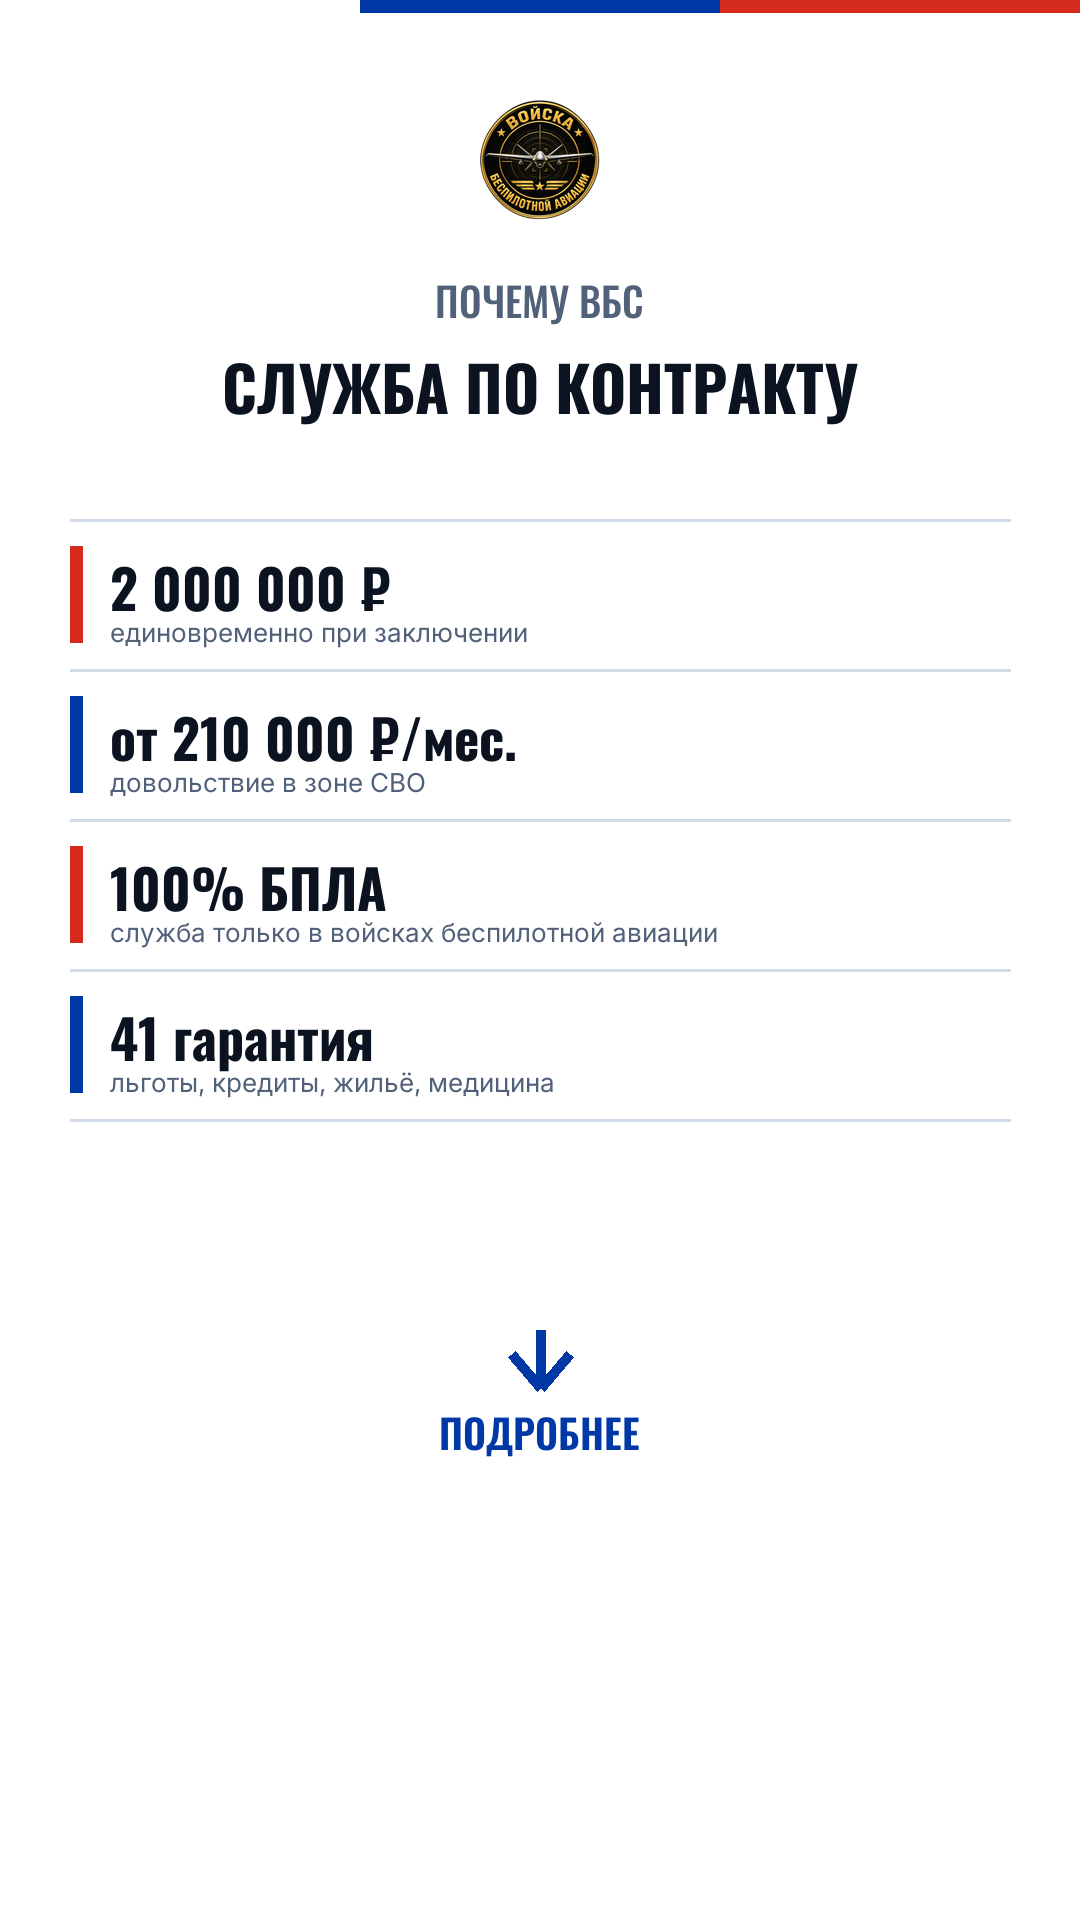 ВОЙСКА
БЕСПИЛОТНОЙ АВИАЦИИ
ПОЧЕМУ ВБС
СЛУЖБА ПО КОНТРАКТУ
2 000 000 ₽
единовременно при заключении
от 210 000 ₽/мес.
довольствие в зоне СВО
100% БПЛА
служба только в войсках беспилотной авиации
41 гарантия
льготы, кредиты, жильё, медицина
ПОДРОБНЕЕ